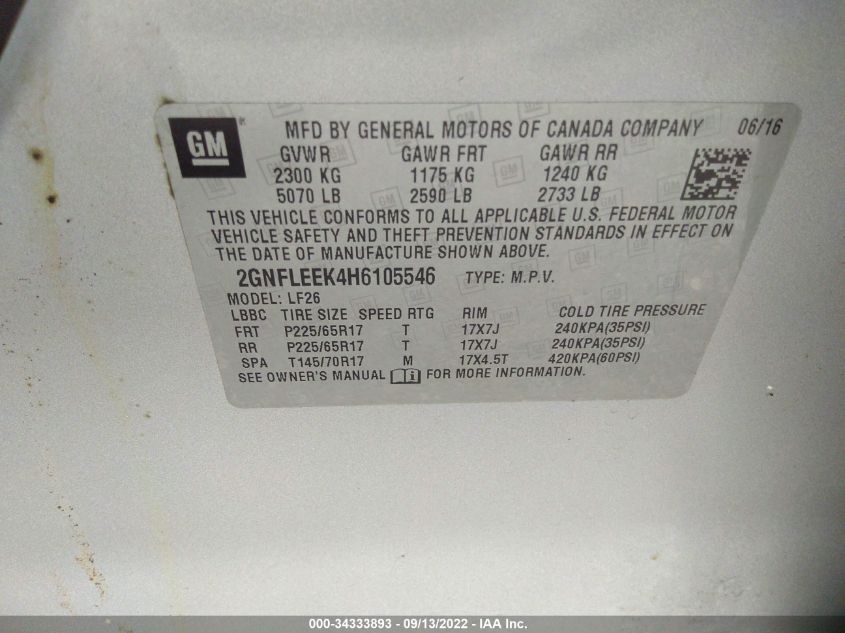 GM
MFD BY GENERAL MOTORS OF CANADA COMPANY 06/16
GVWR GAWR FRT GAWR RR
2300 KG 1175 KG 1240 KG
5070 LB 2590 LB 2733 LB
THIS VEHICLE CONFORMS TO ALL APPLICABLE U.S. FEDERAL MOTOR
VEHICLE SAFETY AND THEFT PREVENTION STANDARDS IN EFFECT ON
THE DATE OF MANUFACTURE SHOWN ABOVE.
2GNFLEEK4H6105546 TYPE: M.P.V.
MODEL: LF26
LBBC TIRE SIZE SPEED RTG RIM COLD TIRE PRESSURE
FRT P225/65R17 T 17X7J 240KPA(35PSI)
RR P225/65R17 T 17X7J 240KPA(35PSI)
SPA T145/70R17 M 17X4.5T 420KPA(60PSI)
SEE OWNER'S MANUAL FOR MORE INFORMATION.
000-34333893 - 09/13/2022 - IAA Inc.